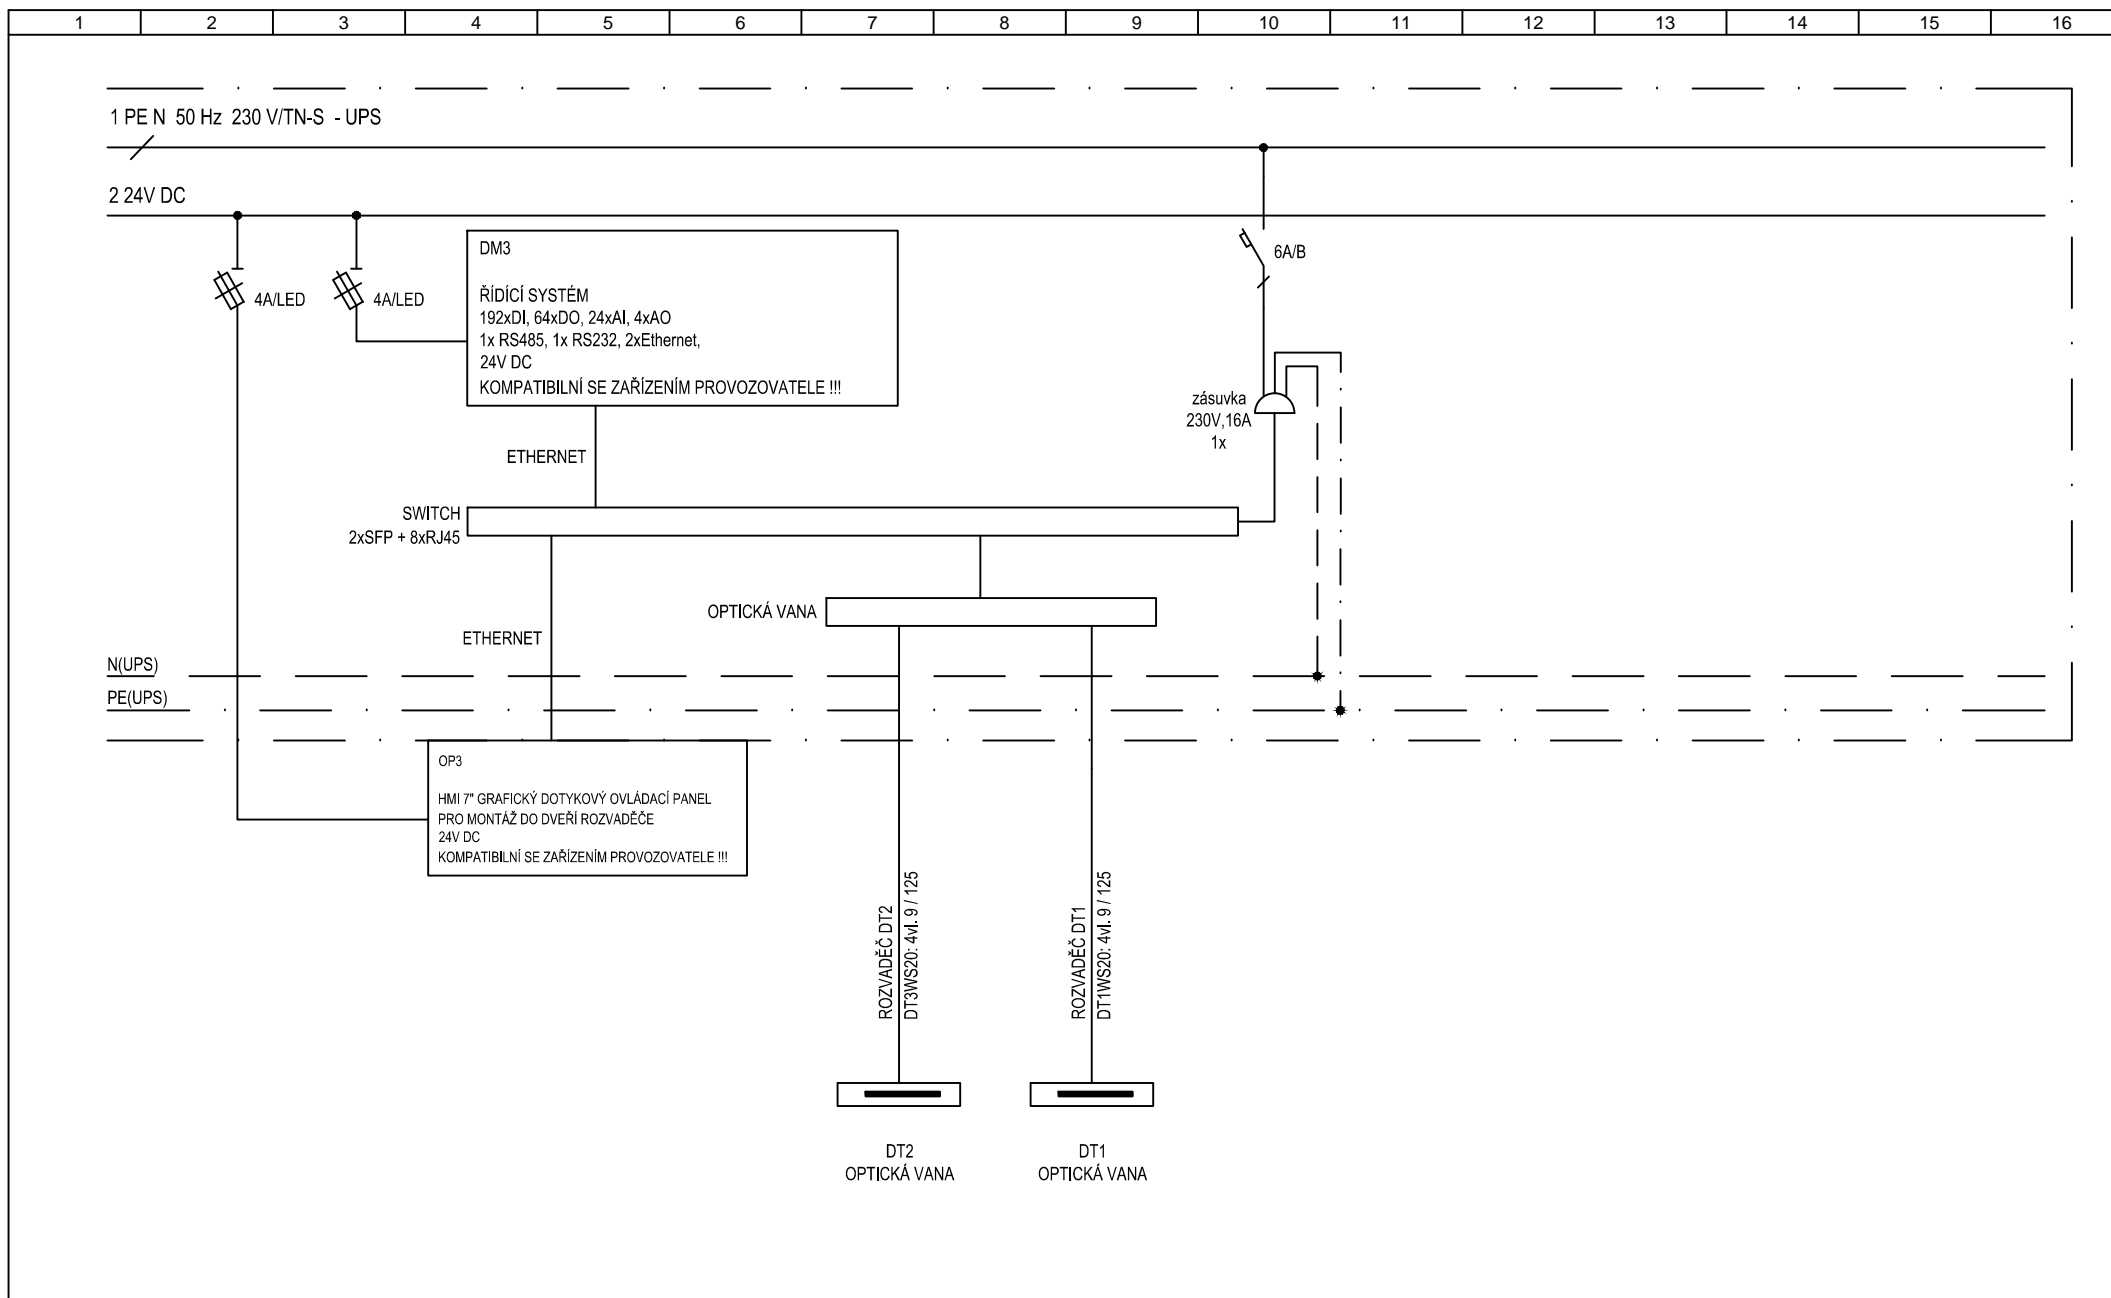 1 2 3 4 5 6 7 8 9 10 11 12 13 14 15 16
1 PE N 50 Hz 230 V/TN-S - UPS
2 24V DC
4A/LED
4A/LED
DM3
ŘÍDÍCÍ SYSTÉM
192xDI, 64xDO, 24xAI, 4xAO
1x RS485, 1x RS232, 2xEthernet,
24V DC
KOMPATIBILNÍ SE ZAŘÍZENÍM PROVOZOVATELE !!!
6A/B
zásuvka
230V,16A
1x
ETHERNET
SWITCH
2xSFP + 8xRJ45
OPTICKÁ VANA
ETHERNET
N(UPS)
PE(UPS)
OP3
HMI 7" GRAFICKÝ DOTYKOVÝ OVLÁDACÍ PANEL
PRO MONTÁŽ DO DVEŘÍ ROZVADĚČE
24V DC
KOMPATIBILNÍ SE ZAŘÍZENÍM PROVOZOVATELE !!!
ROZVADĚČ DT2
DT3WS20: 4vl. 9 / 125
ROZVADĚČ DT1
DT1WS20: 4vl. 9 / 125
DT2
OPTICKÁ VANA
DT1
OPTICKÁ VANA